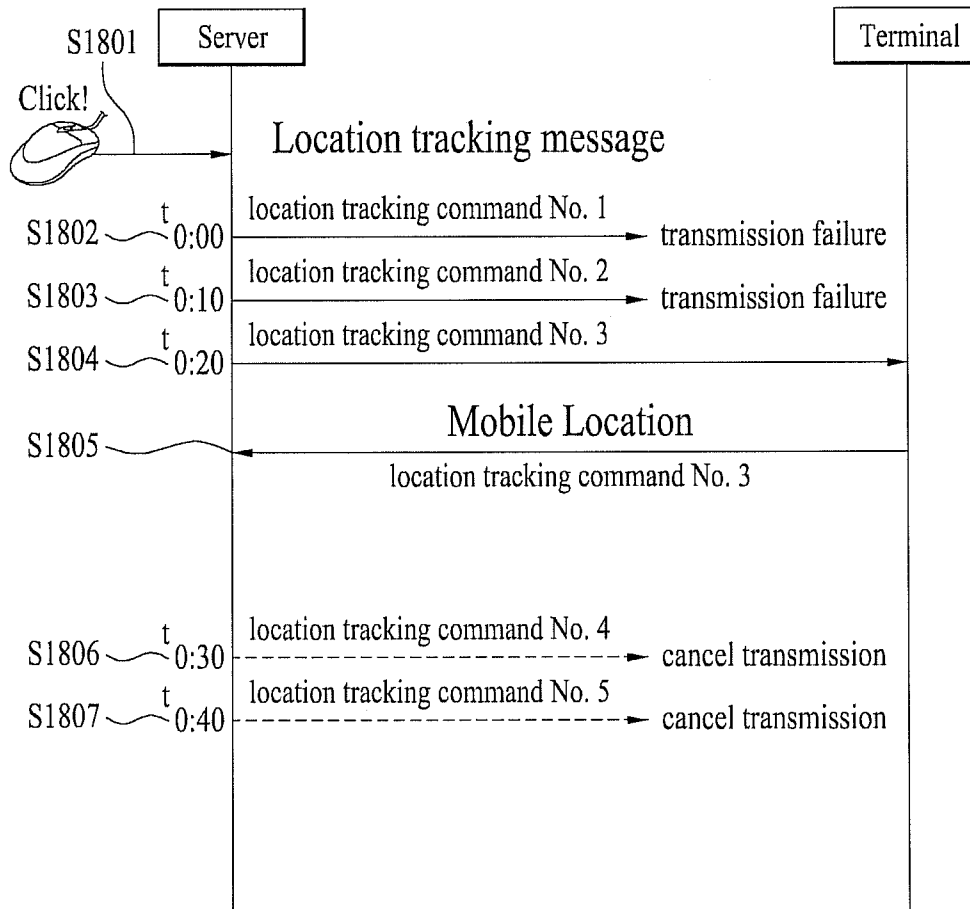 S1801
Server
Terminal
Click!
Location tracking message
S1802
t
0:00
location tracking command No. 1
transmission failure
S1803
t
0:10
location tracking command No. 2
transmission failure
S1804
t
0:20
location tracking command No. 3
Mobile Location
S1805
location tracking command No. 3
S1806
t
0:30
location tracking command No. 4
cancel transmission
S1807
t
0:40
location tracking command No. 5
cancel transmission